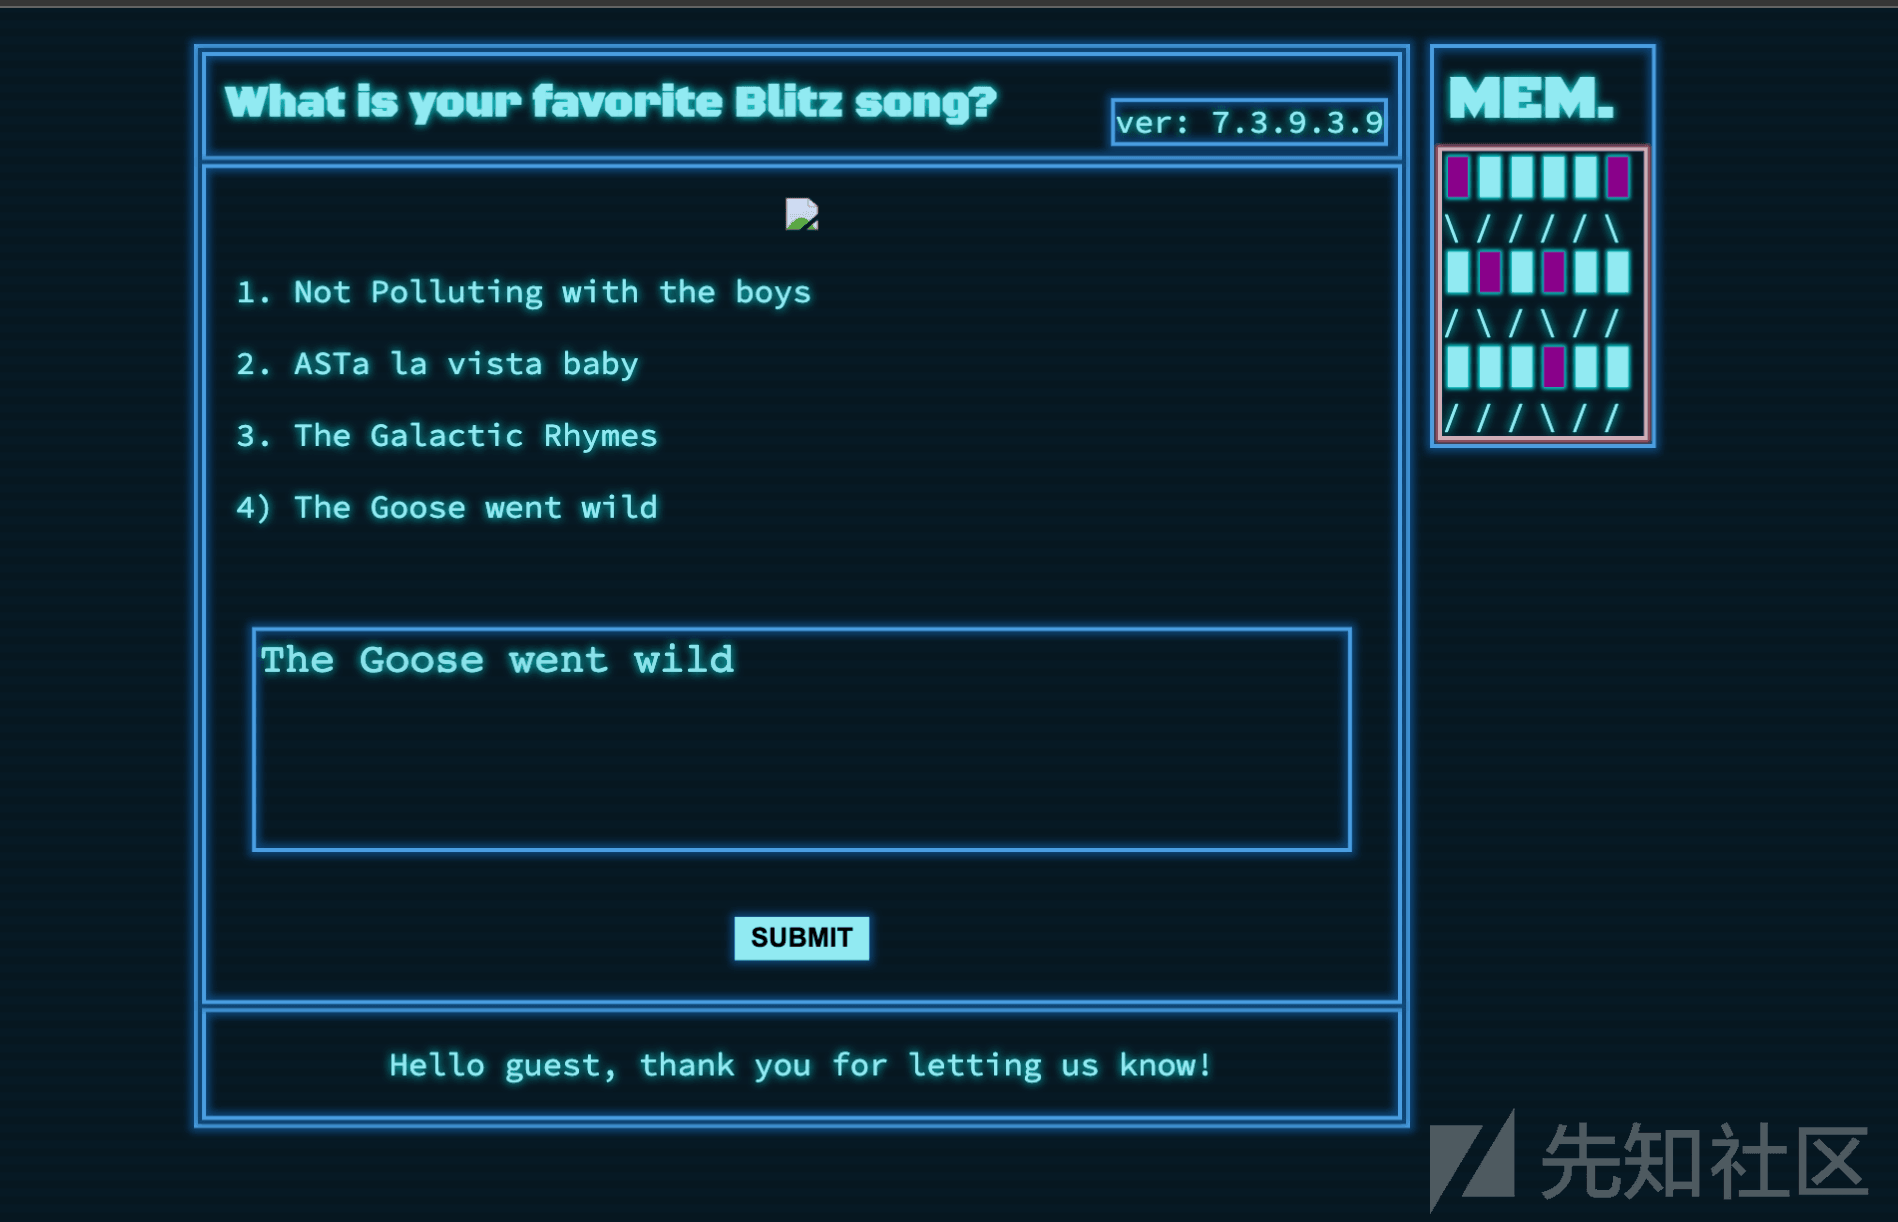 What is your favorite Blitz song?
ver: 7.3.9.3.9
1. Not Polluting with the boys
2. ASTa la vista baby
3. The Galactic Rhymes
4) The Goose went wild
The Goose went wild
SUBMIT
Hello guest, thank you for letting us know!
MEM.
\ / / / / \
/ \ / \ / /
/ / / \ / /
先知社区